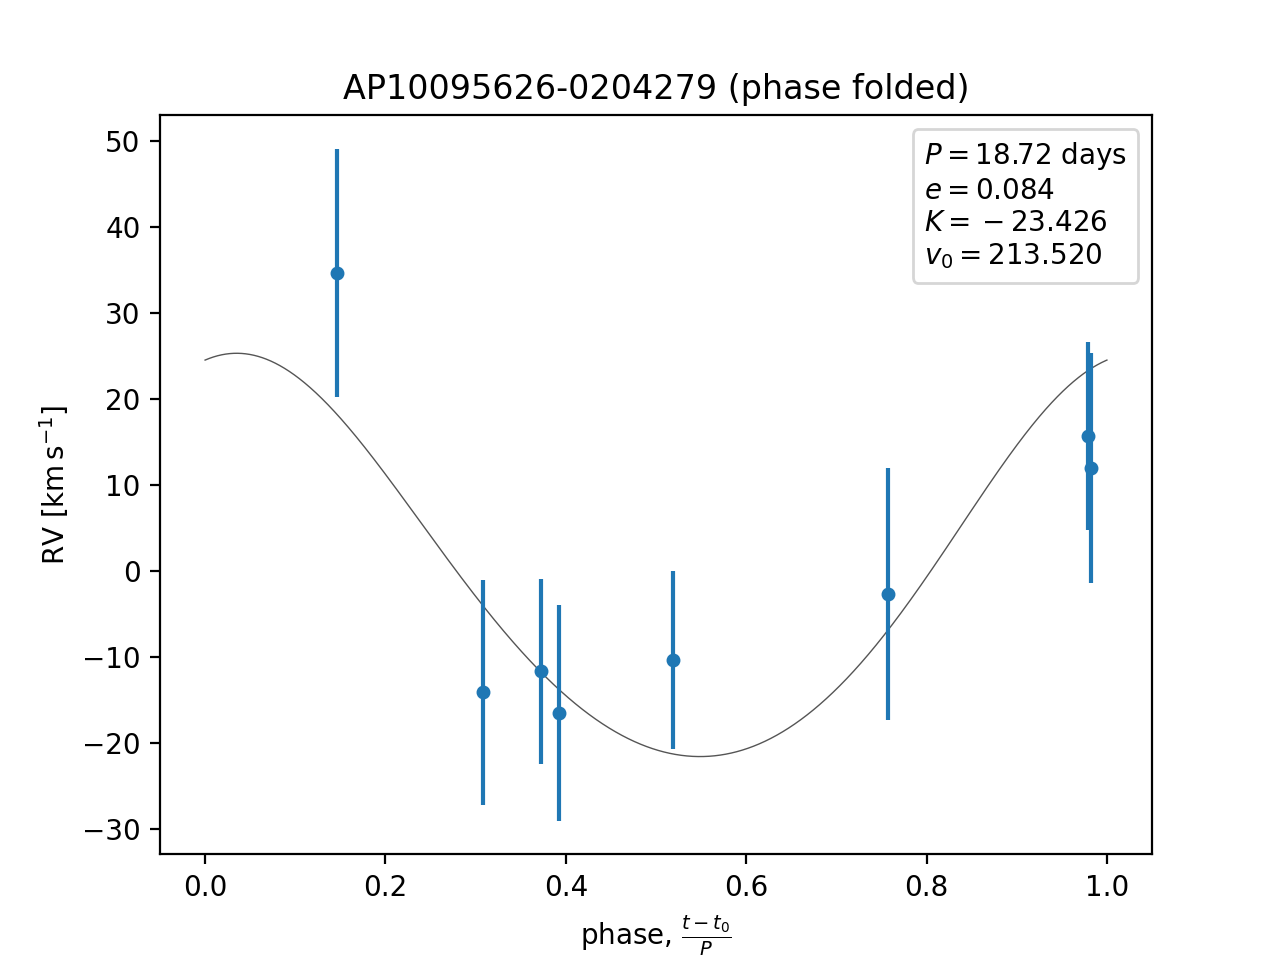 AP10095626-0204279 (phase folded)
P = 18.72 days
e = 0.084
K = −23.426
v₀ = 213.520
50
40
30
20
10
0
−10
−20
−30
RV [km s⁻¹]
0.0 0.2 0.4 0.6 0.8 1.0
phase, (t − t₀)/P